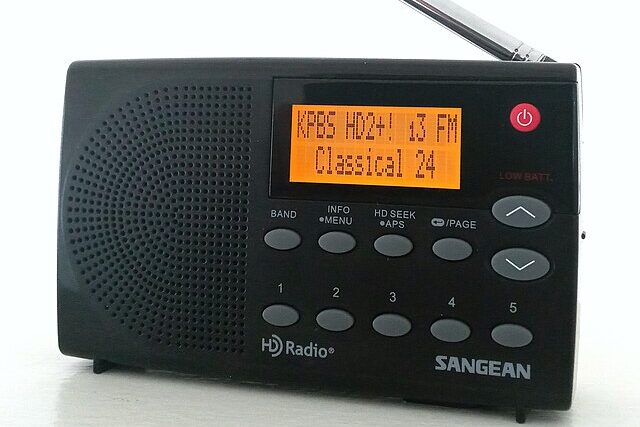 KPBS HD2
FM
Classical 24
LOW BATT.
BAND
INFO
●MENU
HD SEEK
●APS
/PAGE
1
2
3
4
5
HD Radio®
SANGEAN